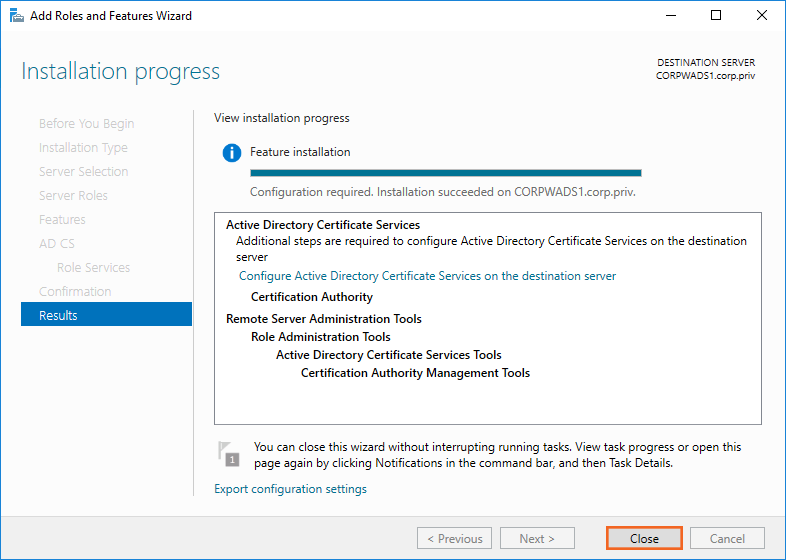 Add Roles and Features Wizard
Installation progress
DESTINATION SERVER
CORPWADS1.corp.priv
Before You Begin
Installation Type
Server Selection
Server Roles
Features
AD CS
Role Services
Confirmation
Results
View installation progress
Feature installation
Configuration required. Installation succeeded on CORPWADS1.corp.priv.
Active Directory Certificate Services
Additional steps are required to configure Active Directory Certificate Services on the destination
server
Configure Active Directory Certificate Services on the destination server
Certification Authority
Remote Server Administration Tools
Role Administration Tools
Active Directory Certificate Services Tools
Certification Authority Management Tools
1
You can close this wizard without interrupting running tasks. View task progress or open this
page again by clicking Notifications in the command bar, and then Task Details.
Export configuration settings
< Previous
Next >
Close
Cancel